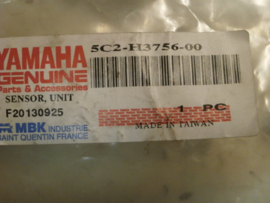 YAMAHA
GENUINE
Parts & Accessories
SENSOR, UNIT
F20130925
MBK INDUSTRIE
SAINT QUENTIN FRANCE
5C2-H3756-00
1 PC
MADE IN TAIWAN